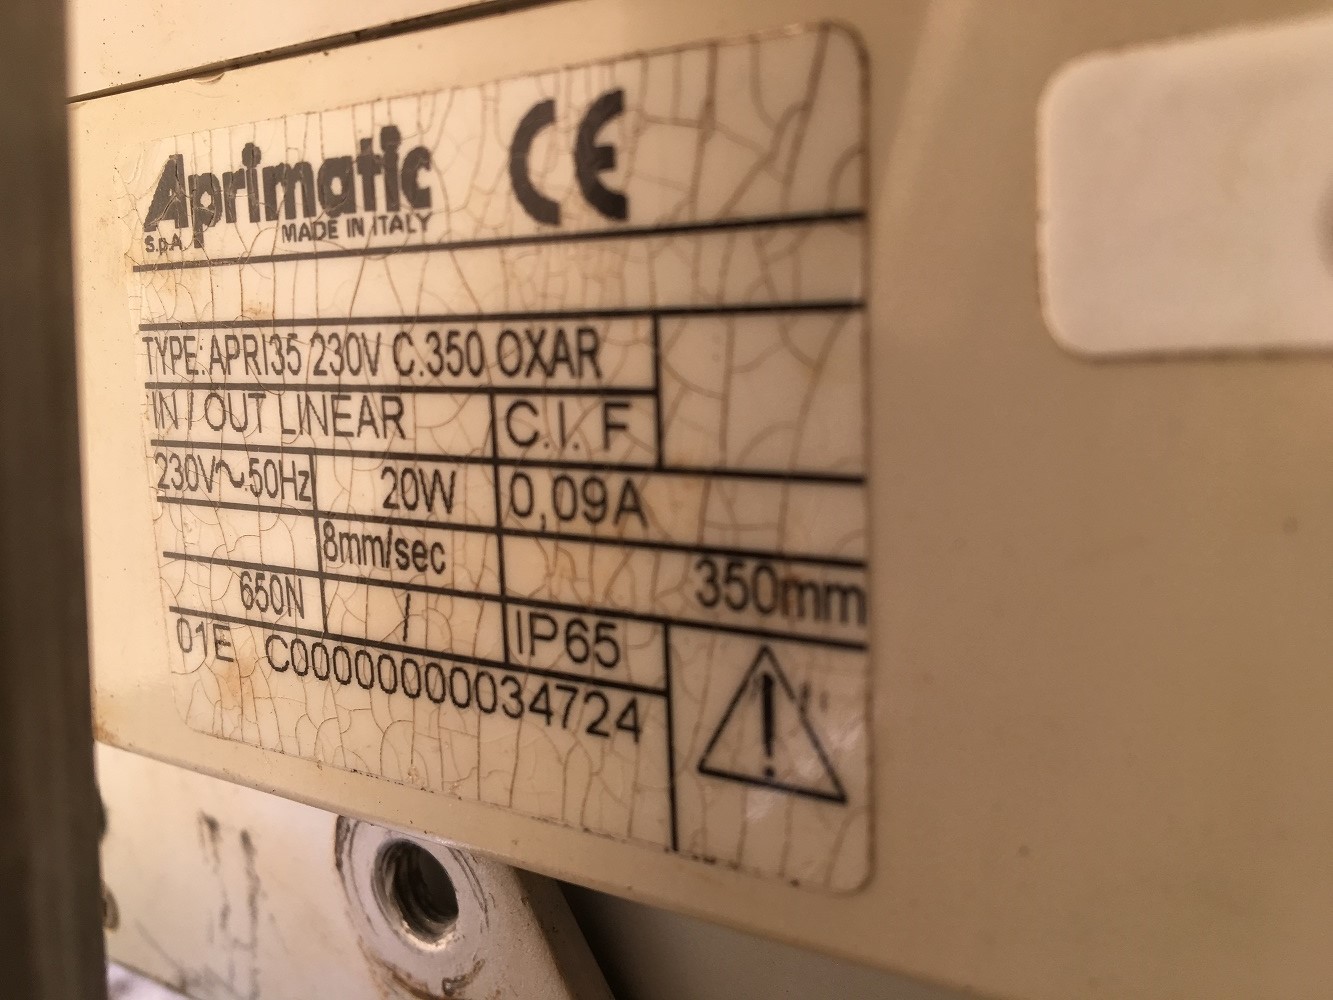 Aprimatic CE
S.p.A. MADE IN ITALY
TYPE: APRI35 230V C.350 OXAR
IN / OUT LINEAR C.I. F
230V~50Hz 20W 0,09A
8mm/sec 350mm
650N / IP65
01E C00000000034724
!